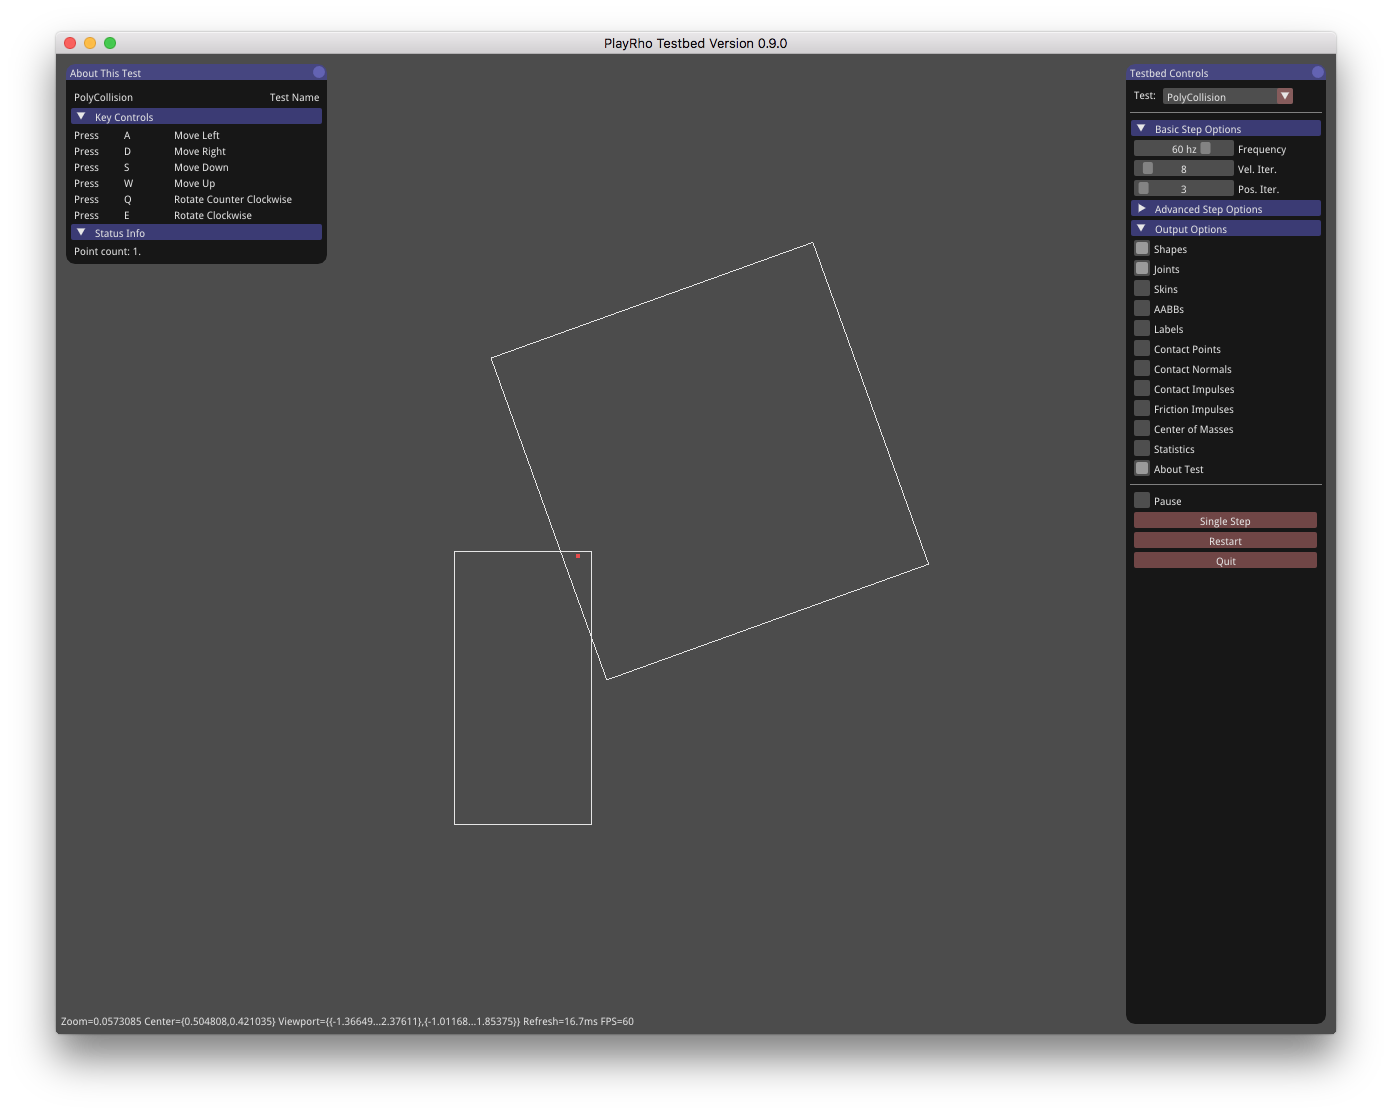 PlayRho Testbed Version 0.9.0
About This Test
PolyCollision Test Name
Key Controls
Press A Move Left
Press D Move Right
Press S Move Down
Press W Move Up
Press Q Rotate Counter Clockwise
Press E Rotate Clockwise
Status Info
Point count: 1.
Testbed Controls
Test: PolyCollision
Basic Step Options
60 hz Frequency
8 Vel. Iter.
3 Pos. Iter.
Advanced Step Options
Output Options
Shapes
Joints
Skins
AABBs
Labels
Contact Points
Contact Normals
Contact Impulses
Friction Impulses
Center of Masses
Statistics
About Test
Pause
Single Step
Restart
Quit
Zoom=0.0573085 Center={0.504808,0.421035} Viewport={{-1.36649...2.37611},{-1.01168...1.85375}} Refresh=16.7ms FPS=60